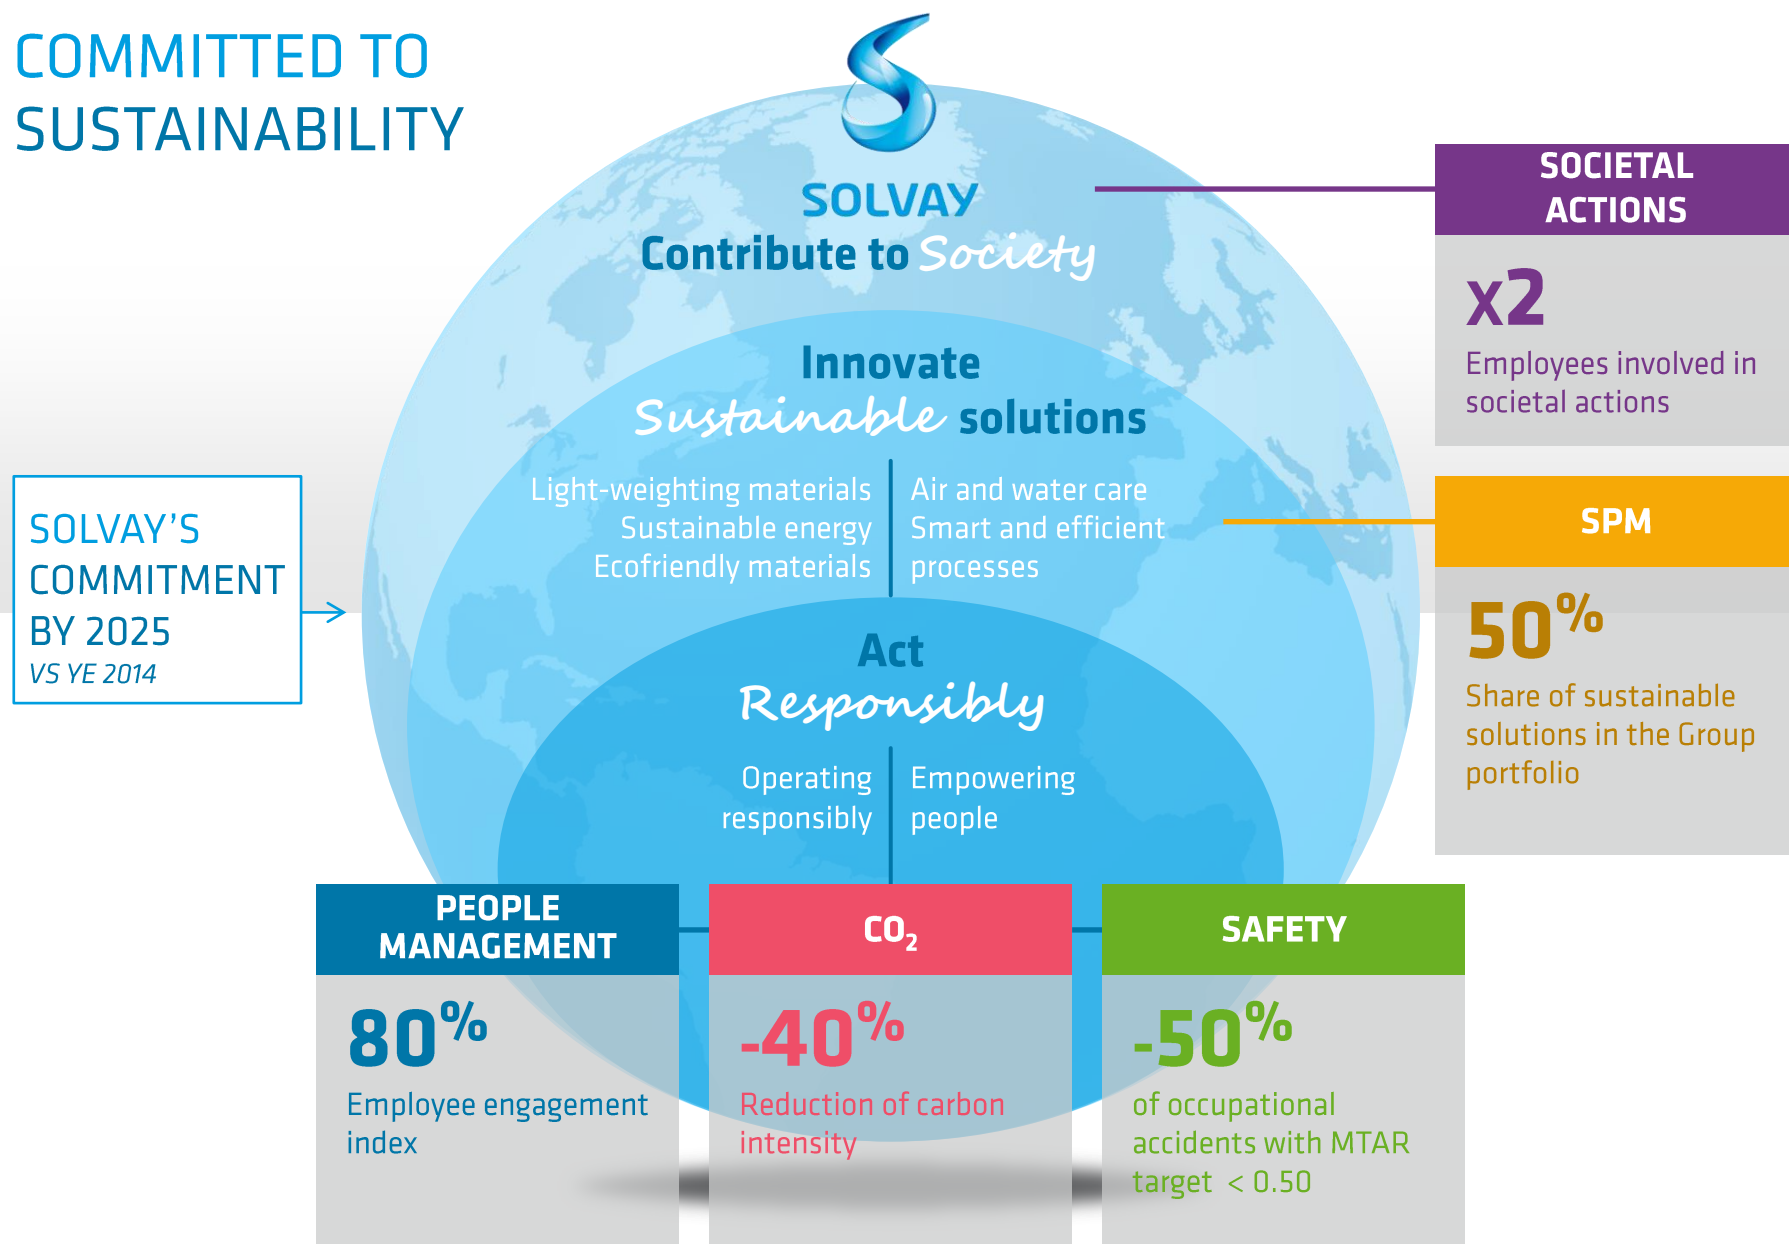 COMMITTED TO
SUSTAINABILITY
SOLVAY
Contribute to Society
Innovate
Sustainable solutions
Light-weighting materials
Sustainable energy
Ecofriendly materials
Air and water care
Smart and efficient
processes
Act
Responsibly
Operating
responsibly
Empowering
people
SOLVAY'S
COMMITMENT
BY 2025
VS YE 2014
SOCIETAL
ACTIONS
x2
Employees involved in
societal actions
SPM
50%
Share of sustainable
solutions in the Group
portfolio
PEOPLE
MANAGEMENT
80%
Employee engagement
index
CO₂
-40%
Reduction of carbon
intensity
SAFETY
-50%
of occupational
accidents with MTAR
target < 0.50